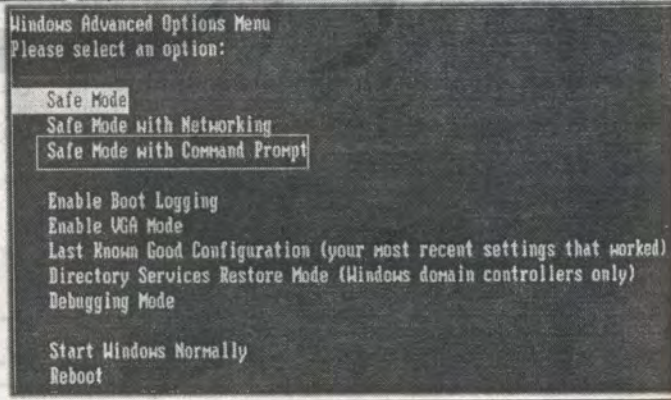 Windows Advanced Options Menu
Please select an option:
Safe Mode
Safe Mode with Networking
Safe Mode with Command Prompt
Enable Boot Logging
Enable VGA Mode
Last Known Good Configuration (your most recent settings that worked)
Directory Services Restore Mode (Windows domain controllers only)
Debugging Mode
Start Windows Normally
Reboot